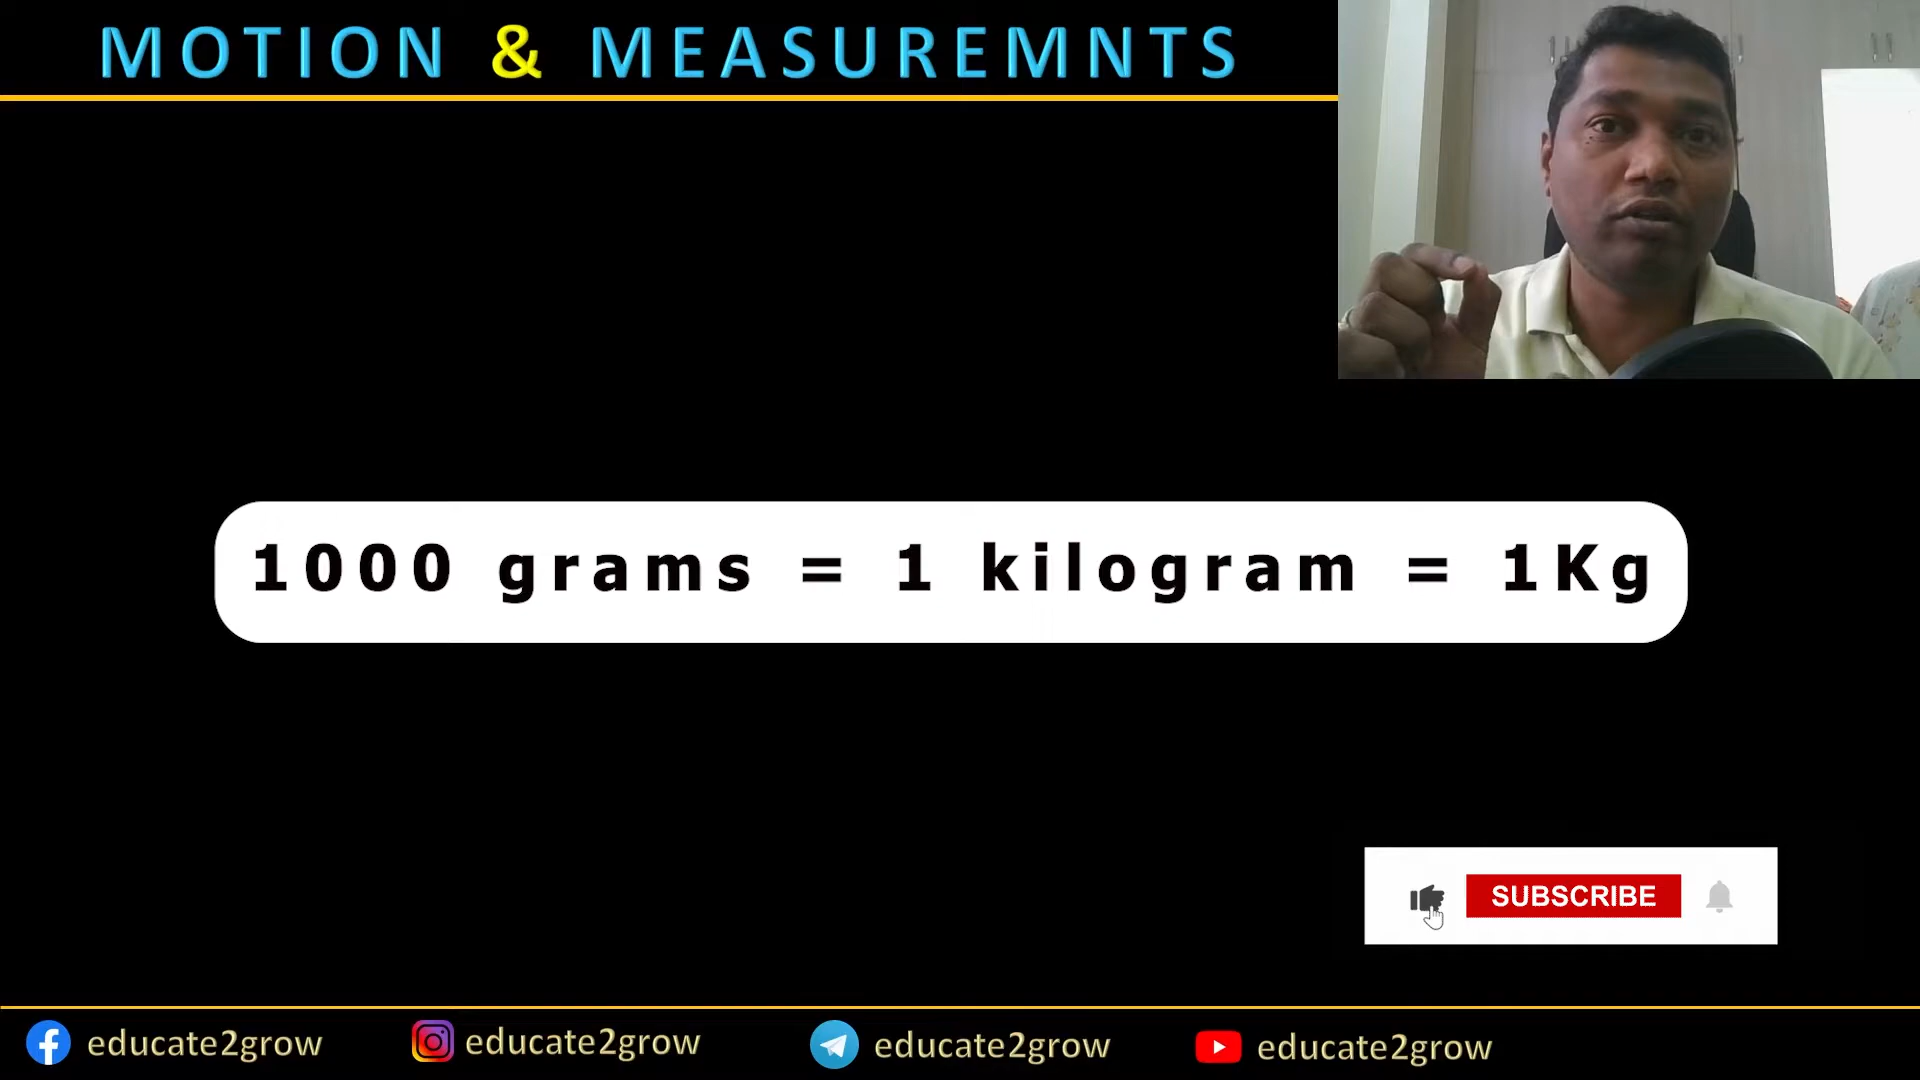 MOTION & MEASUREMNTS
1000 grams = 1 kilogram = 1Kg
SUBSCRIBE
educate2grow educate2grow educate2grow educate2grow